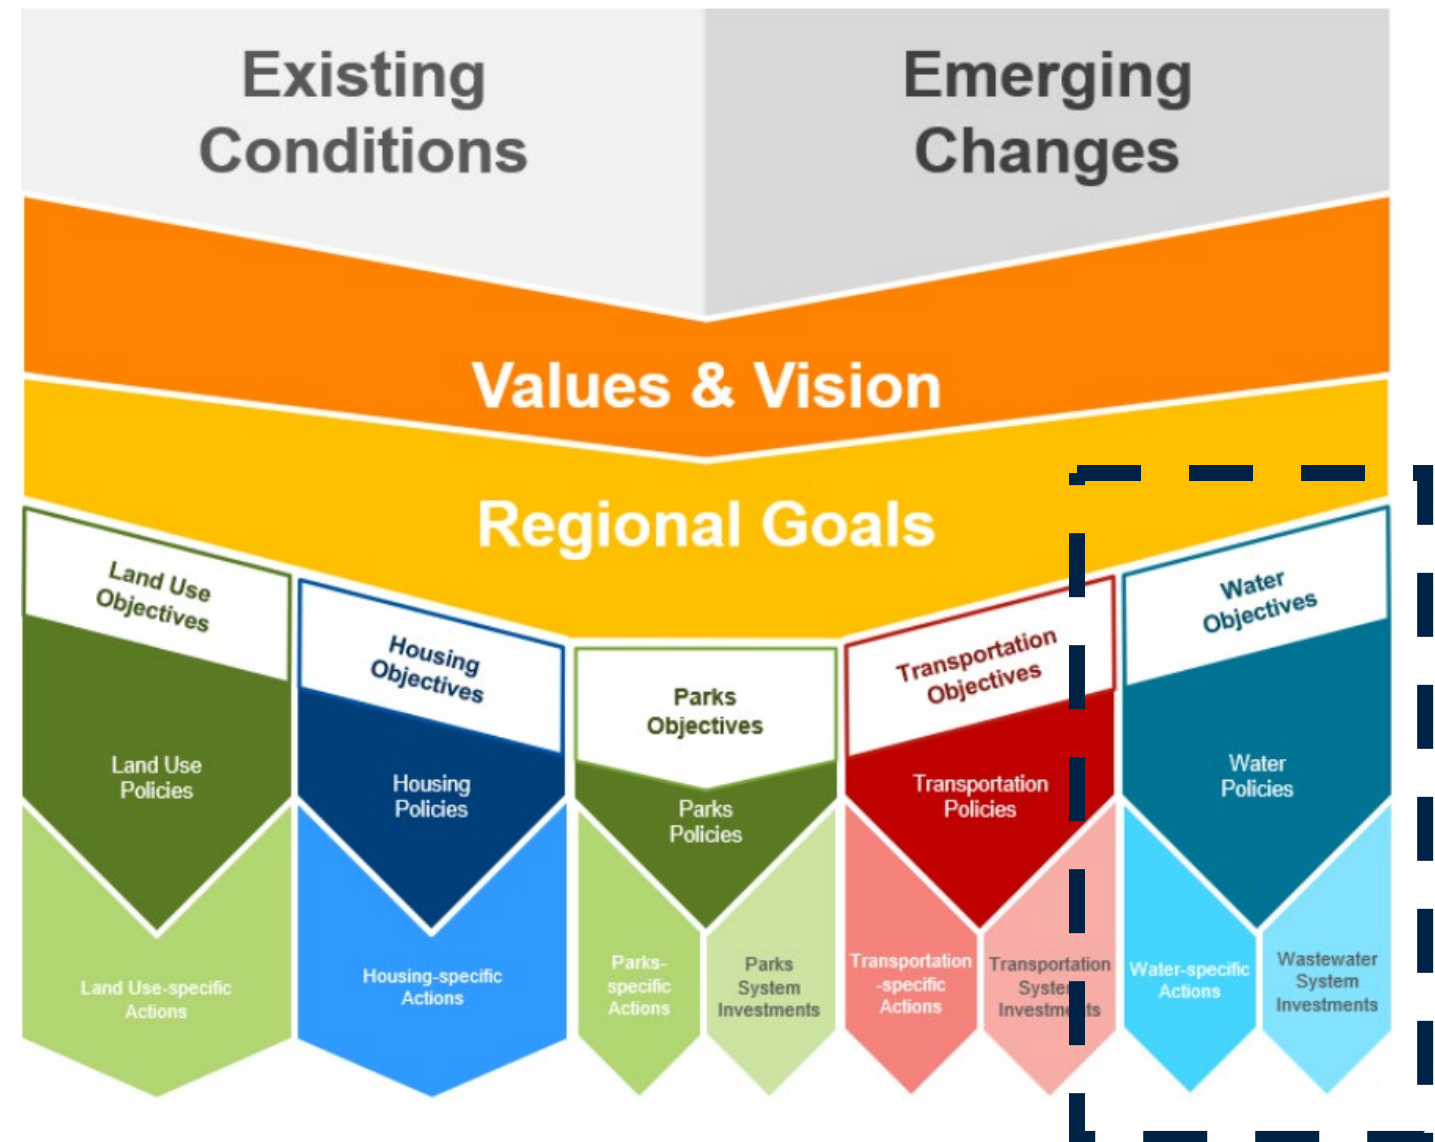 Existing
Conditions
Emerging
Changes
Values & Vision
Regional Goals
Land Use
Objectives
Housing
Objectives
Parks
Objectives
Transportation
Objectives
Water
Objectives
Land Use
Policies
Housing
Policies
Parks
Policies
Transportation
Policies
Water
Policies
Land Use-specific
Actions
Housing-specific
Actions
Parks-
specific
Actions
Parks
System
Investments
Transportation
-specific
Actions
Transportation
System
Investments
Water-specific
Actions
Wastewater
System
Investments